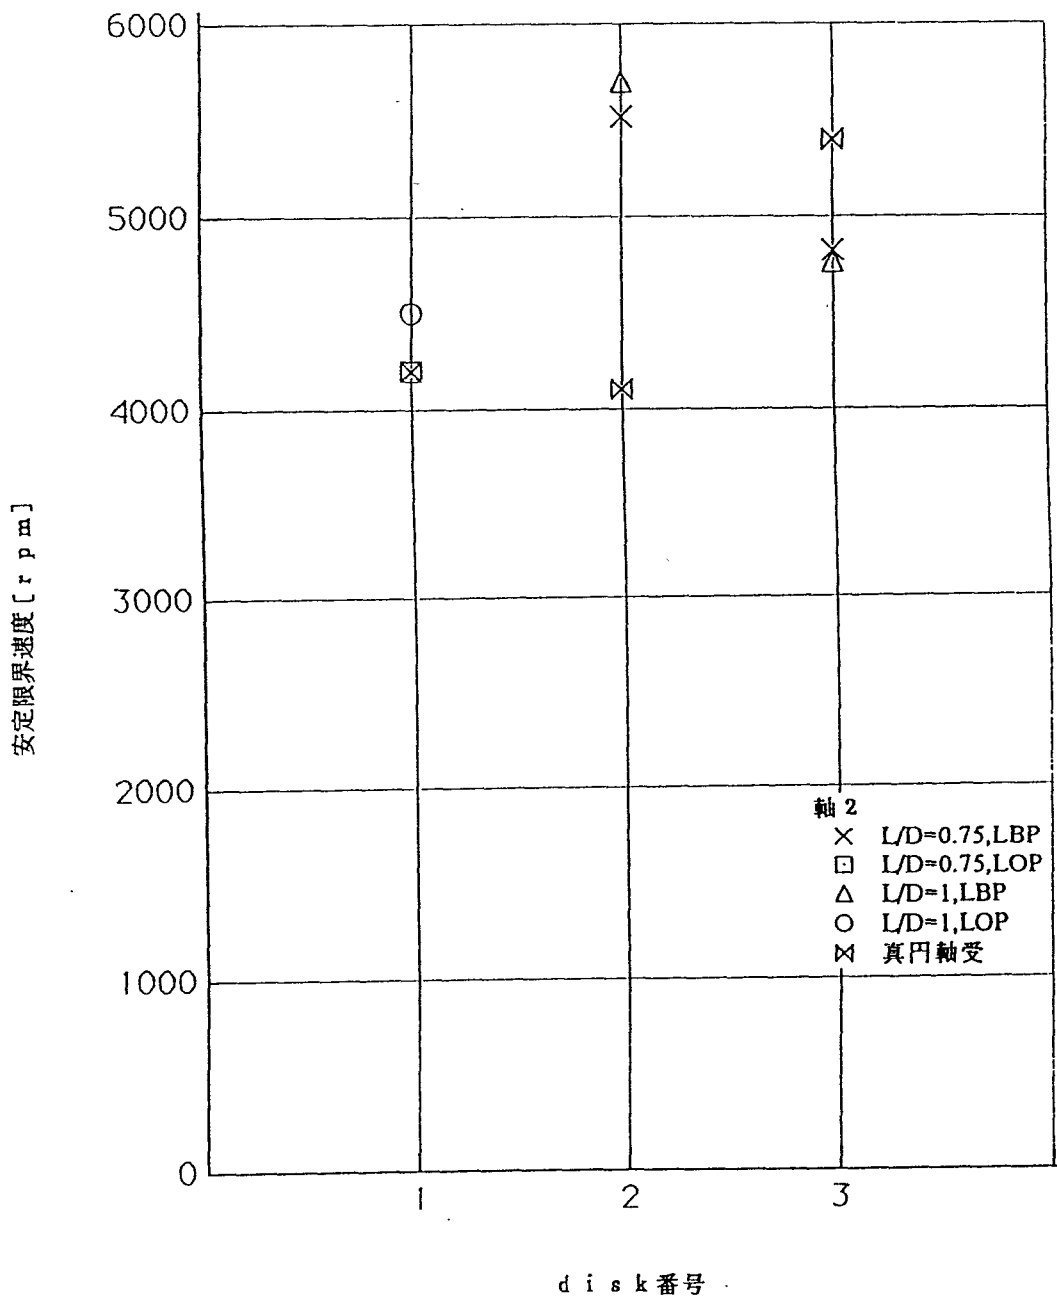 6000
5000
4000
3000
2000
1000
0
安定限界速度[rpm]
軸2
× L/D=0.75,LBP
□ L/D=0.75,LOP
△ L/D=1,LBP
○ L/D=1,LOP
⋈ 真円軸受
1 2 3
disk番号